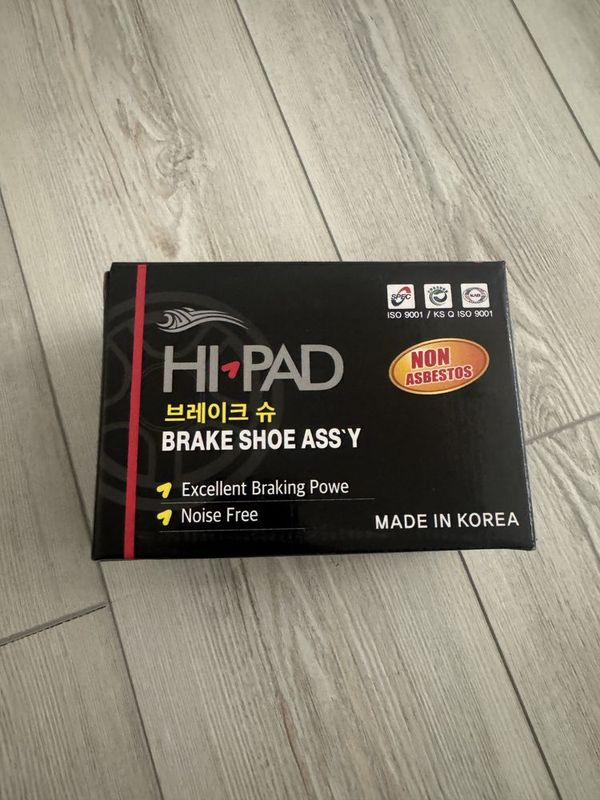 SPEC
ISO 9001 / KS Q ISO 9001
HI-PAD
NON
ASBESTOS
브레이크 슈
BRAKE SHOE ASS`Y
Excellent Braking Powe
Noise Free
MADE IN KOREA